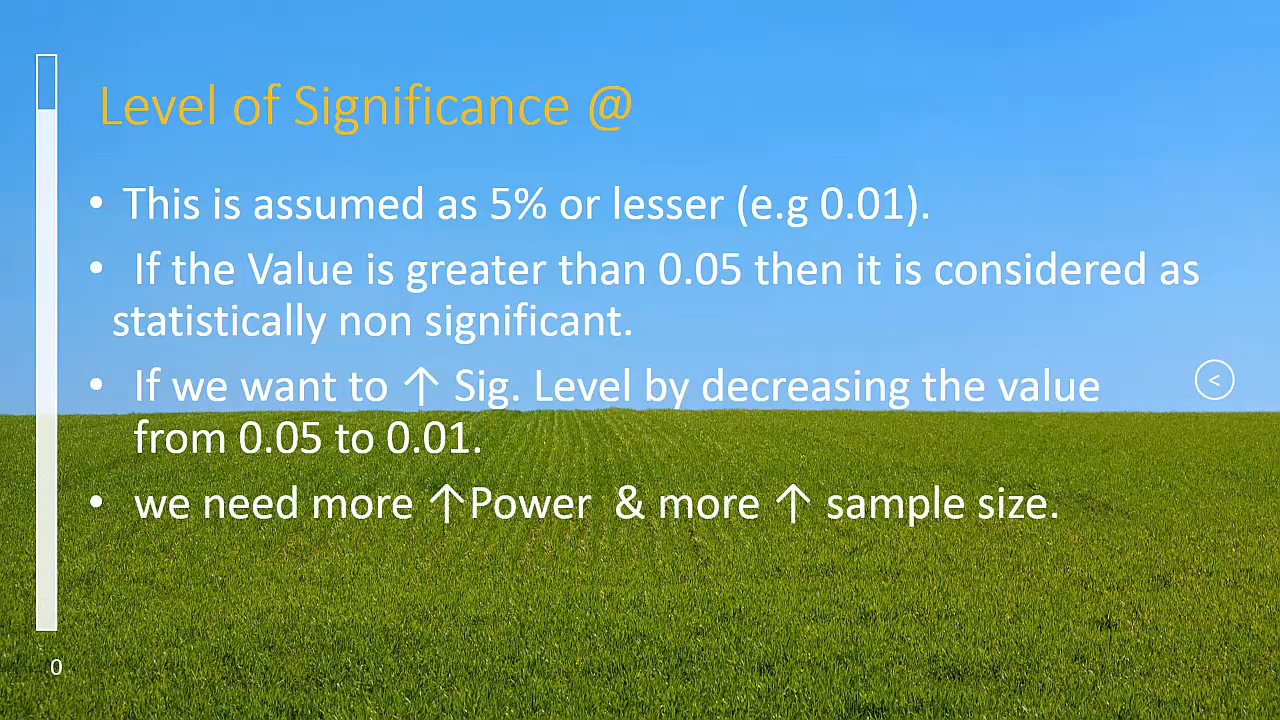 Level of Significance @
• This is assumed as 5% or lesser (e.g 0.01).
• If the Value is greater than 0.05 then it is considered as
statistically non significant.
• If we want to ↑ Sig. Level by decreasing the value
from 0.05 to 0.01.
• we need more ↑Power & more ↑ sample size.
<
0